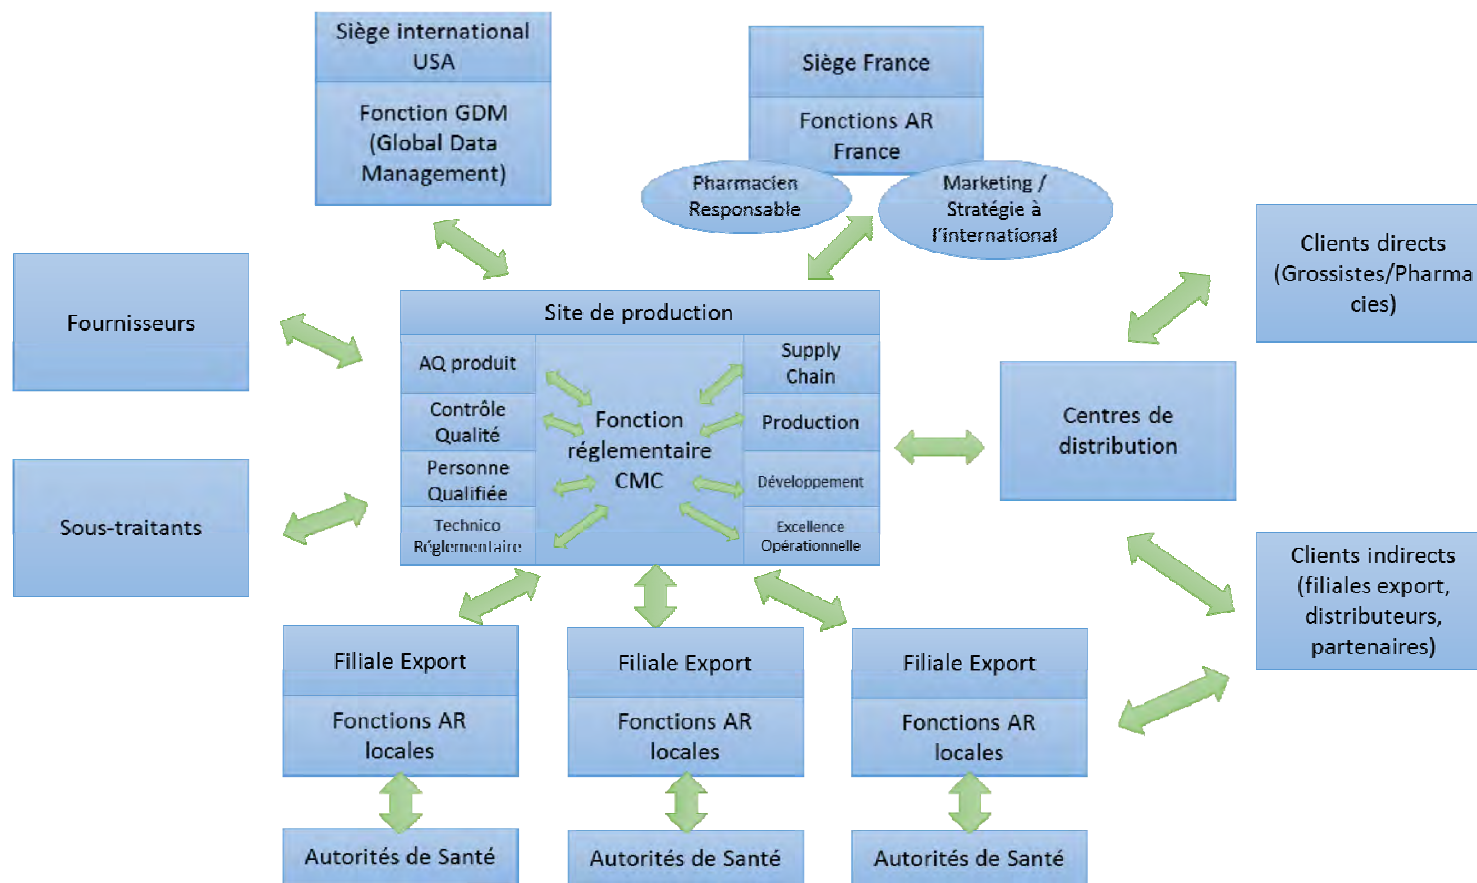 Siège international
USA
Fonction GDM
(Global Data
Management)
Siège France
Fonctions AR
France
Pharmacien
Responsable
Marketing /
Stratégie à
l'international
Fournisseurs
Sous-traitants
Site de production
AQ produit
Contrôle
Qualité
Personne
Qualifiée
Technico
Réglementaire
Fonction
réglementaire
CMC
Supply
Chain
Production
Développement
Excellence
Opérationnelle
Centres de
distribution
Clients directs
(Grossistes/Pharma
cies)
Clients indirects
(filiales export,
distributeurs,
partenaires)
Filiale Export
Fonctions AR
locales
Autorités de Santé
Filiale Export
Fonctions AR
locales
Autorités de Santé
Filiale Export
Fonctions AR
locales
Autorités de Santé